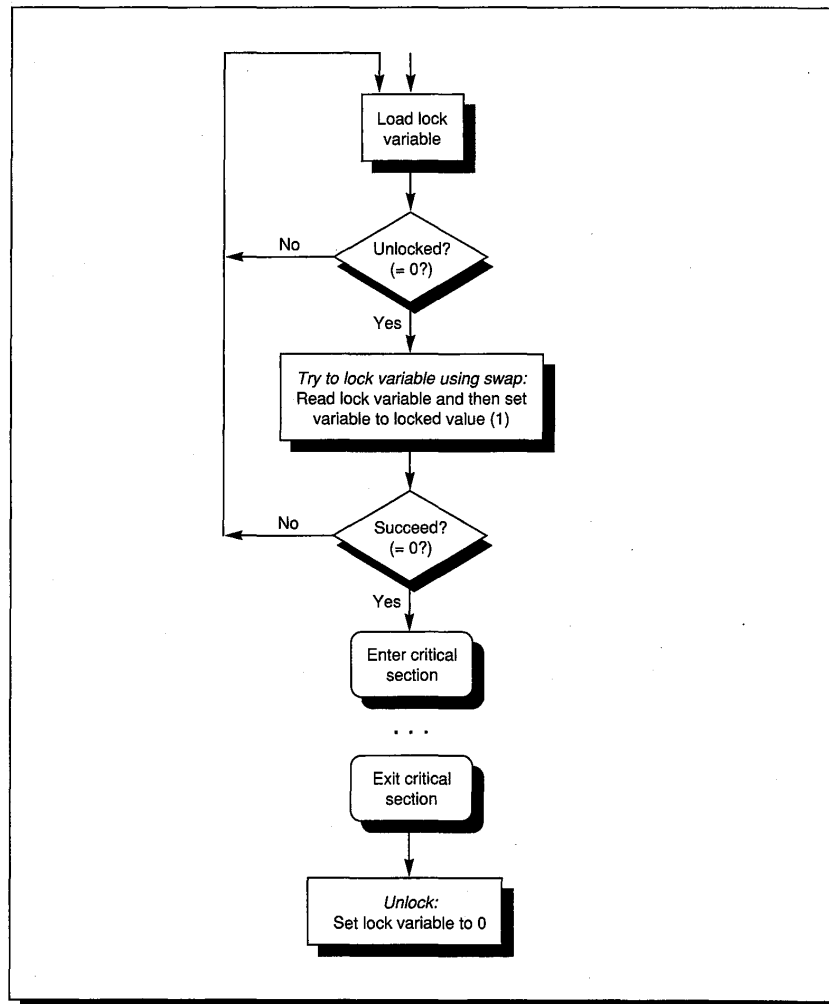 Load lock
variable
No
Unlocked?
(= 0?)
Yes
Try to lock variable using swap:
Read lock variable and then set
variable to locked value (1)
No
Succeed?
(= 0?)
Yes
Enter critical
section
. . .
Exit critical
section
Unlock:
Set lock variable to 0